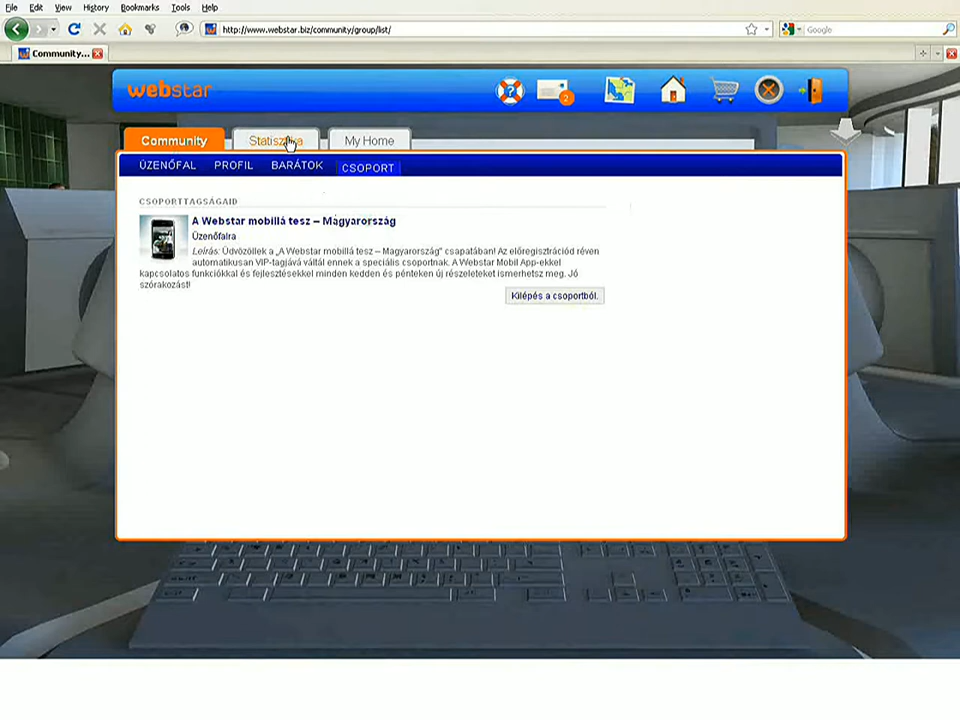 File Edit View History Bookmarks Tools Help
http://www.webstar.biz/community/group/list/
Google
Community...
webstar
2
Community Statisztika My Home
ÜZENŐFAL PROFIL BARÁTOK CSOPORT
CSOPORTTAGSÁGAID
A Webstar mobillá tesz – Magyarország
Üzenőfalra
Leírás: Üdvözöllek a „A Webstar mobillá tesz – Magyarország” csapatában! Az előregisztrációd révén
automatikusan VIP-tagjává váltál ennek a speciális csoportnak. A Webstar Mobil App-ekkel
kapcsolatos funkciókkal és fejlesztésekkel minden kedden és pénteken új részeleteket ismerhetsz meg. Jó
szórakozást!
Kilépés a csoportból.